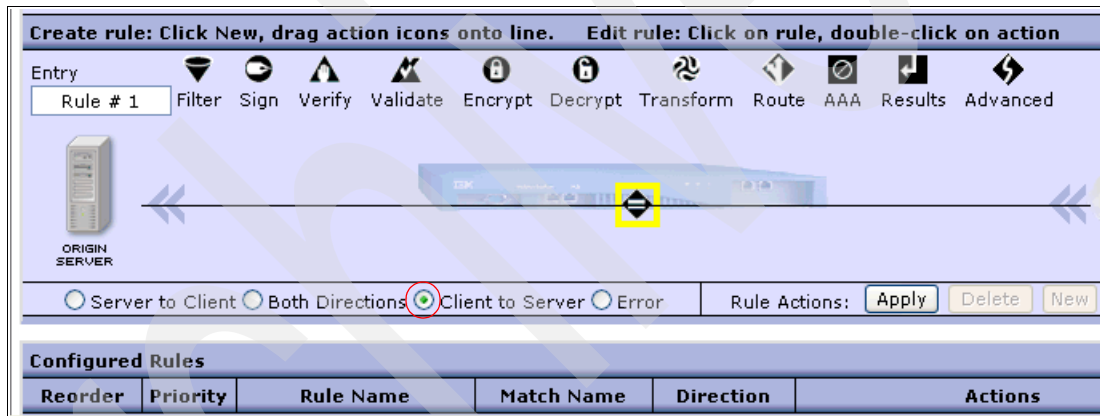 Create rule: Click New, drag action icons onto line. Edit rule: Click on rule, double-click on action
Entry
Rule # 1 Filter Sign Verify Validate Encrypt Decrypt Transform Route AAA Results Advanced
ORIGIN
SERVER
Server to Client Both Directions Client to Server Error Rule Actions: Apply Delete New
Configured Rules
Reorder Priority Rule Name Match Name Direction Actions